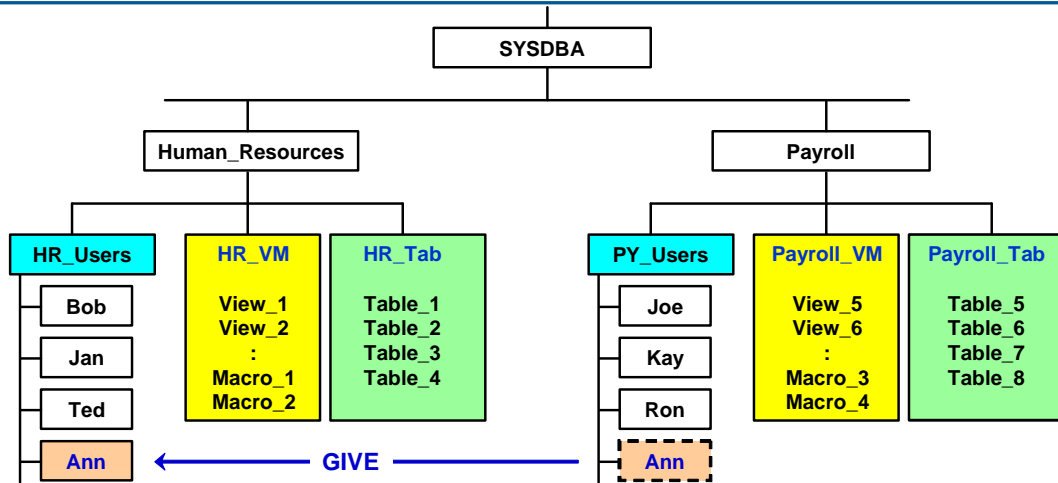 SYSDBA
Human_Resources
Payroll
HR_Users
Bob
Jan
Ted
Ann
HR_VM
View_1
View_2
:
Macro_1
Macro_2
HR_Tab
Table_1
Table_2
Table_3
Table_4
GIVE
PY_Users
Joe
Kay
Ron
Ann
Payroll_VM
View_5
View_6
:
Macro_3
Macro_4
Payroll_Tab
Table_5
Table_6
Table_7
Table_8